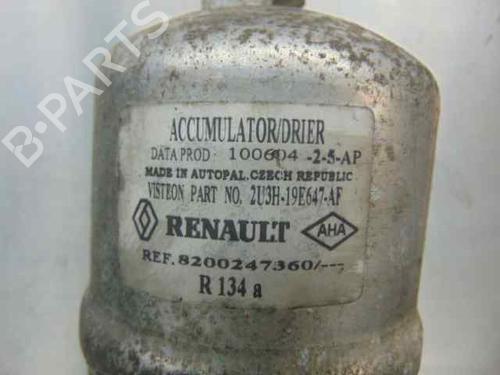 ACCUMULATOR/DRIER
DATA PROD 100604 -2-5-AP
MADE IN AUTOPAL.CZECH REPUBLIC
VISTEON PART NO. 2U3H-19E647-AF
RENAULT AHA
REF.8200247360/---
R 134 a
B-PARTS